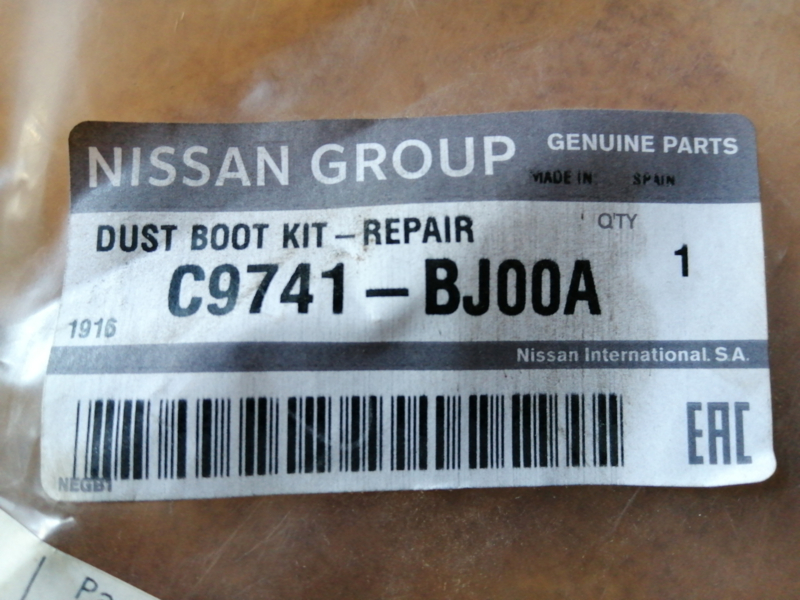 NISSAN GROUP
GENUINE PARTS
MADE IN SPAIN
DUST BOOT KIT-REPAIR
Q'TY
C9741-BJ00A
1
1916
Nissan International. S.A.
EAC
NEGB1